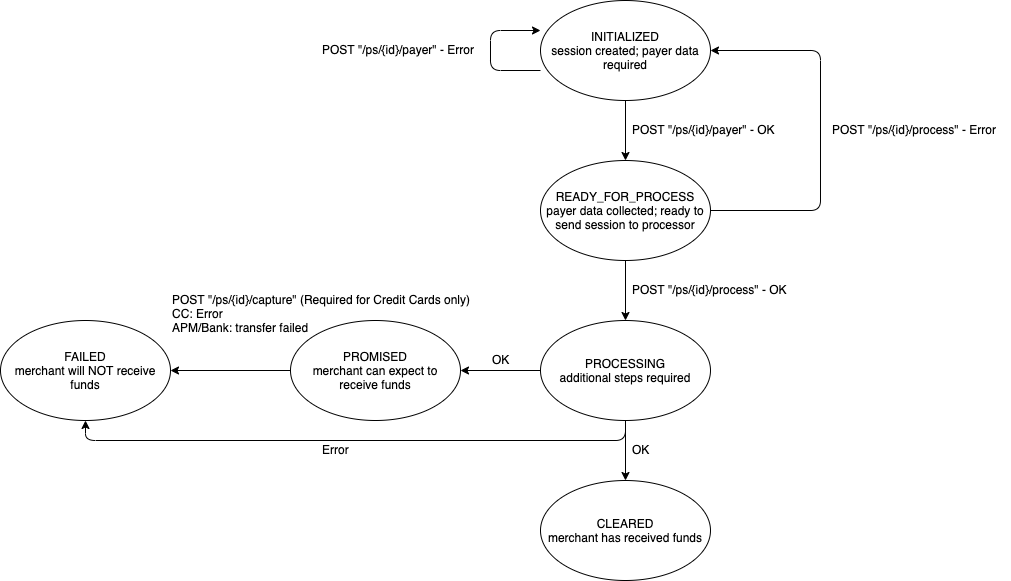 INITIALIZED
session created; payer data
required
POST "/ps/{id}/payer" - Error
POST "/ps/{id}/payer" - OK
POST "/ps/{id}/process" - Error
READY_FOR_PROCESS
payer data collected; ready to
send session to processor
POST "/ps/{id}/process" - OK
POST "/ps/{id}/capture" (Required for Credit Cards only)
CC: Error
APM/Bank: transfer failed
FAILED
merchant will NOT receive
funds
PROMISED
merchant can expect to
receive funds
OK
PROCESSING
additional steps required
Error
OK
CLEARED
merchant has received funds